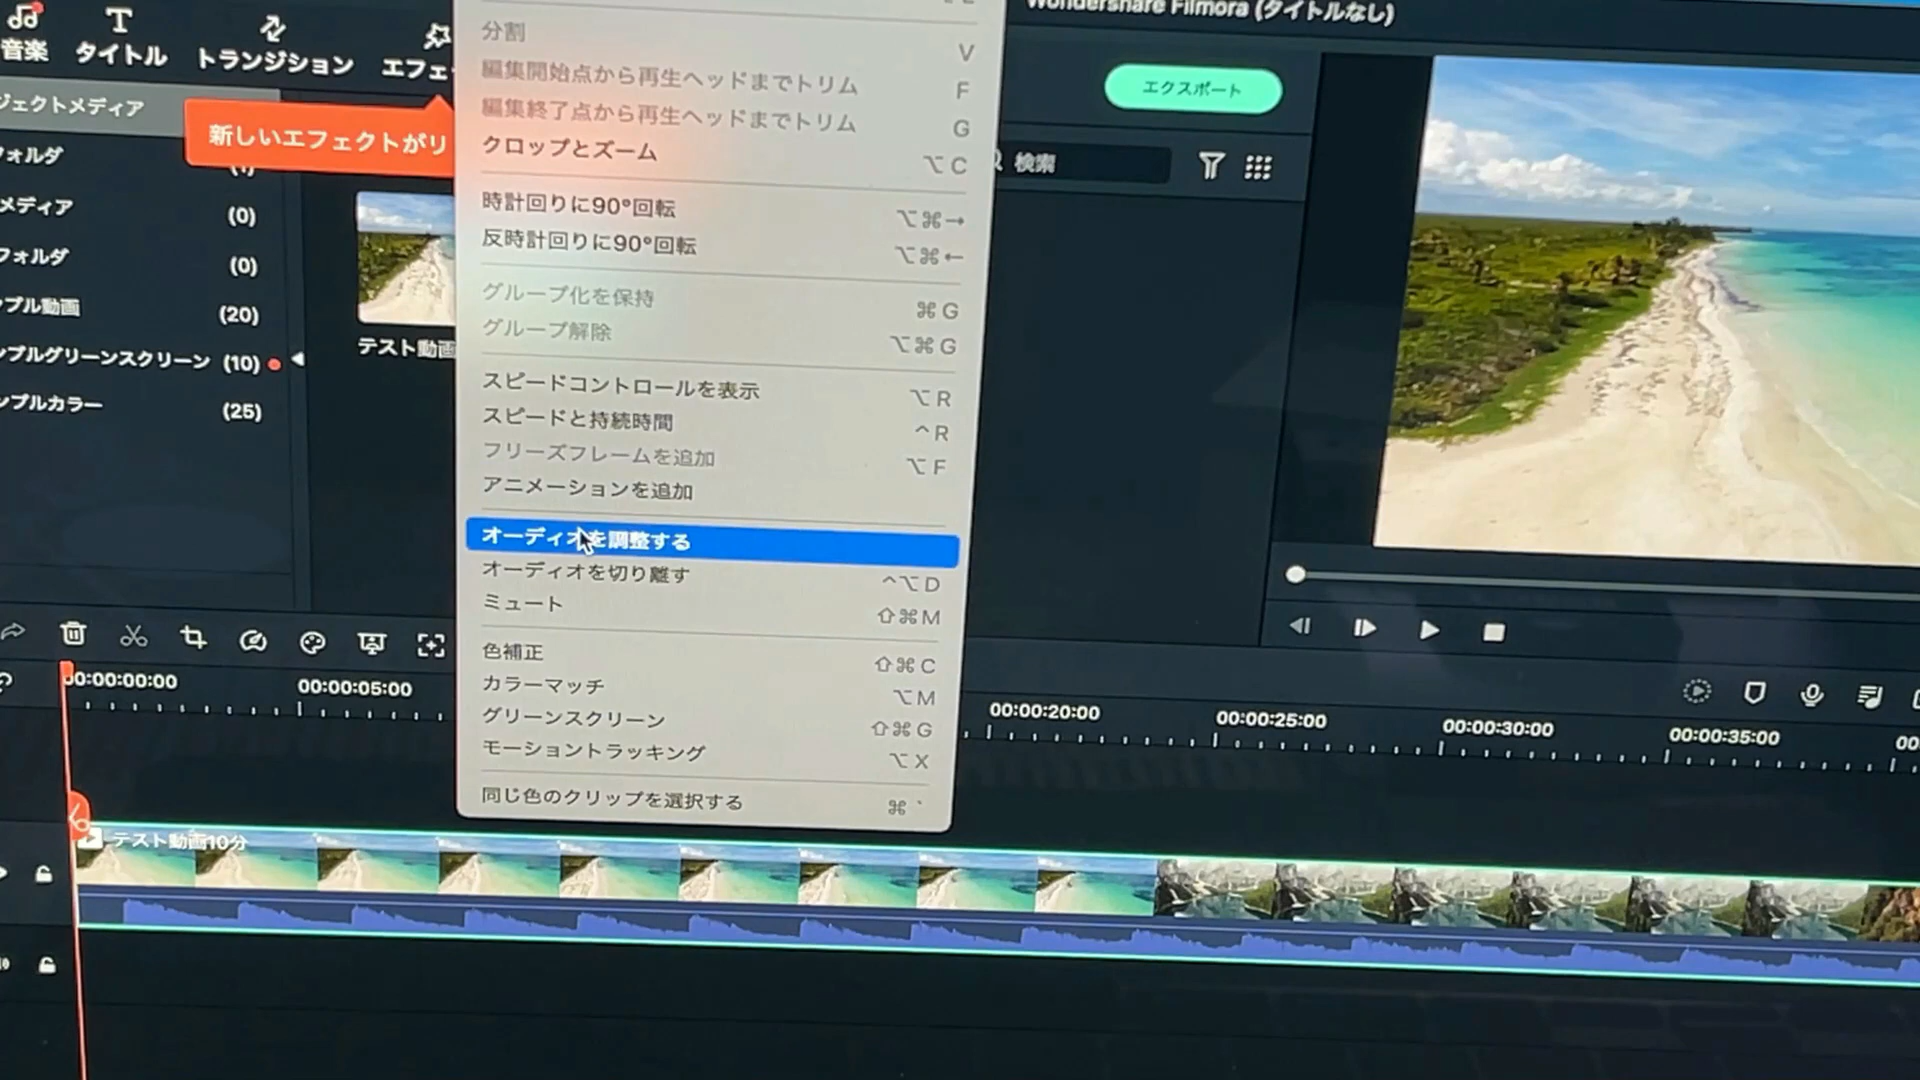 Wondershare Filmora (タイトルなし)
音楽
タイトル
トランジション
エフェ
エクスポート
ジェクトメディア
新しいエフェクトがリ
検索
フォルダ
メディア
(0)
フォルダ
(0)
ンプル動画
(20)
ンプルグリーンスクリーン
(10)
ンプルカラー
(25)
テスト動画
分割
V
編集開始点から再生ヘッドまでトリム
F
編集終了点から再生ヘッドまでトリム
G
クロップとズーム
⌥ C
時計回りに90°回転
⌥⌘→
反時計回りに90°回転
⌥⌘←
グループ化を保持
⌘ G
グループ解除
⌥⌘ G
スピードコントロールを表示
⌥ R
スピードと持続時間
^ R
フリーズフレームを追加
⌥ F
アニメーションを追加
オーディオを調整する
オーディオを切り離す
^⌥ D
ミュート
⇧⌘ M
色補正
⇧⌘ C
カラーマッチ
⌥ M
グリーンスクリーン
⇧⌘ G
モーショントラッキング
⌥ X
同じ色のクリップを選択する
⌘ `
00:00:00:00
00:00:05:00
00:00:20:00
00:00:25:00
00:00:30:00
00:00:35:00
00
テスト動画10分